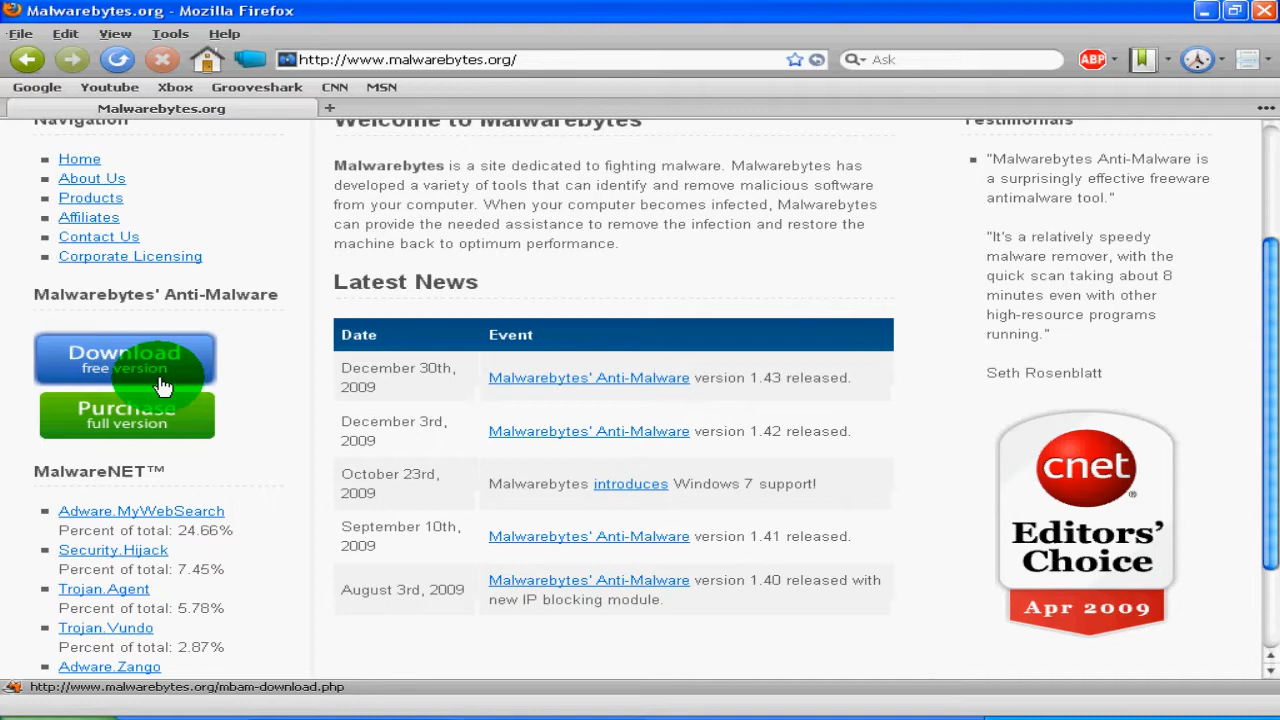 Malwarebytes.org - Mozilla Firefox
File Edit View Tools Help
http://www.malwarebytes.org/
Ask
ABP
Google Youtube Xbox Grooveshark CNN MSN
Malwarebytes.org
Navigation
Home
About Us
Products
Affiliates
Contact Us
Corporate Licensing
Malwarebytes' Anti-Malware
Download
free version
Purchase
full version
MalwareNET™
Adware.MyWebSearch
Percent of total: 24.66%
Security.Hijack
Percent of total: 7.45%
Trojan.Agent
Percent of total: 5.78%
Trojan.Vundo
Percent of total: 2.87%
Adware.Zango
Welcome to Malwarebytes
Malwarebytes is a site dedicated to fighting malware. Malwarebytes has
developed a variety of tools that can identify and remove malicious software
from your computer. When your computer becomes infected, Malwarebytes
can provide the needed assistance to remove the infection and restore the
machine back to optimum performance.
Latest News
Date Event
December 30th,
2009
Malwarebytes' Anti-Malware version 1.43 released.
December 3rd,
2009
Malwarebytes' Anti-Malware version 1.42 released.
October 23rd,
2009
Malwarebytes introduces Windows 7 support!
September 10th,
2009
Malwarebytes' Anti-Malware version 1.41 released.
August 3rd, 2009
Malwarebytes' Anti-Malware version 1.40 released with
new IP blocking module.
Testimonials
"Malwarebytes Anti-Malware is
a surprisingly effective freeware
antimalware tool."
"It's a relatively speedy
malware remover, with the
quick scan taking about 8
minutes even with other
high-resource programs
running."
Seth Rosenblatt
cnet
Editors'
Choice
Apr 2009
http://www.malwarebytes.org/mbam-download.php